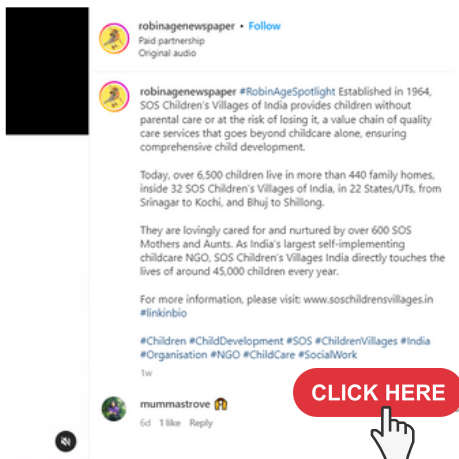 robinagenewspaper • Follow
Paid partnership
Original audio
robinagenewspaper #RobinAgeSpotlight Established in 1964,
SOS Children's Villages of India provides children without
parental care or at the risk of losing it, a value chain of quality
care services that goes beyond childcare alone, ensuring
comprehensive child development.
Today, over 6,500 children live in more than 440 family homes,
inside 32 SOS Children's Villages of India, in 22 States/UTs, from
Srinagar to Kochi, and Bhuj to Shillong.
They are lovingly cared for and nurtured by over 600 SOS
Mothers and Aunts. As India's largest self-implementing
childcare NGO, SOS Children's Villages India directly touches the
lives of around 45,000 children every year.
For more information, please visit: www.soschildrensvillages.in
#linkinbio
#Children #ChildDevelopment #SOS #ChildrenVillages #India
#Organisation #NGO #ChildCare #SocialWork
1w
CLICK HERE
mummastrove 🙌
6d 1 like Reply